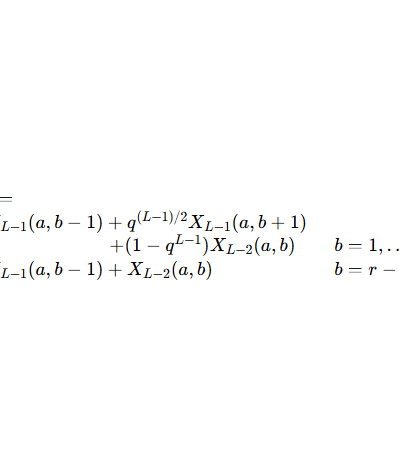 =
_{L-1}(a, b − 1) + q^{(L−1)/2}X_{L−1}(a, b + 1)
+(1 − q^{L−1})X_{L−2}(a, b)    b = 1, ...
_{L-1}(a, b − 1) + X_{L−2}(a, b)    b = r −